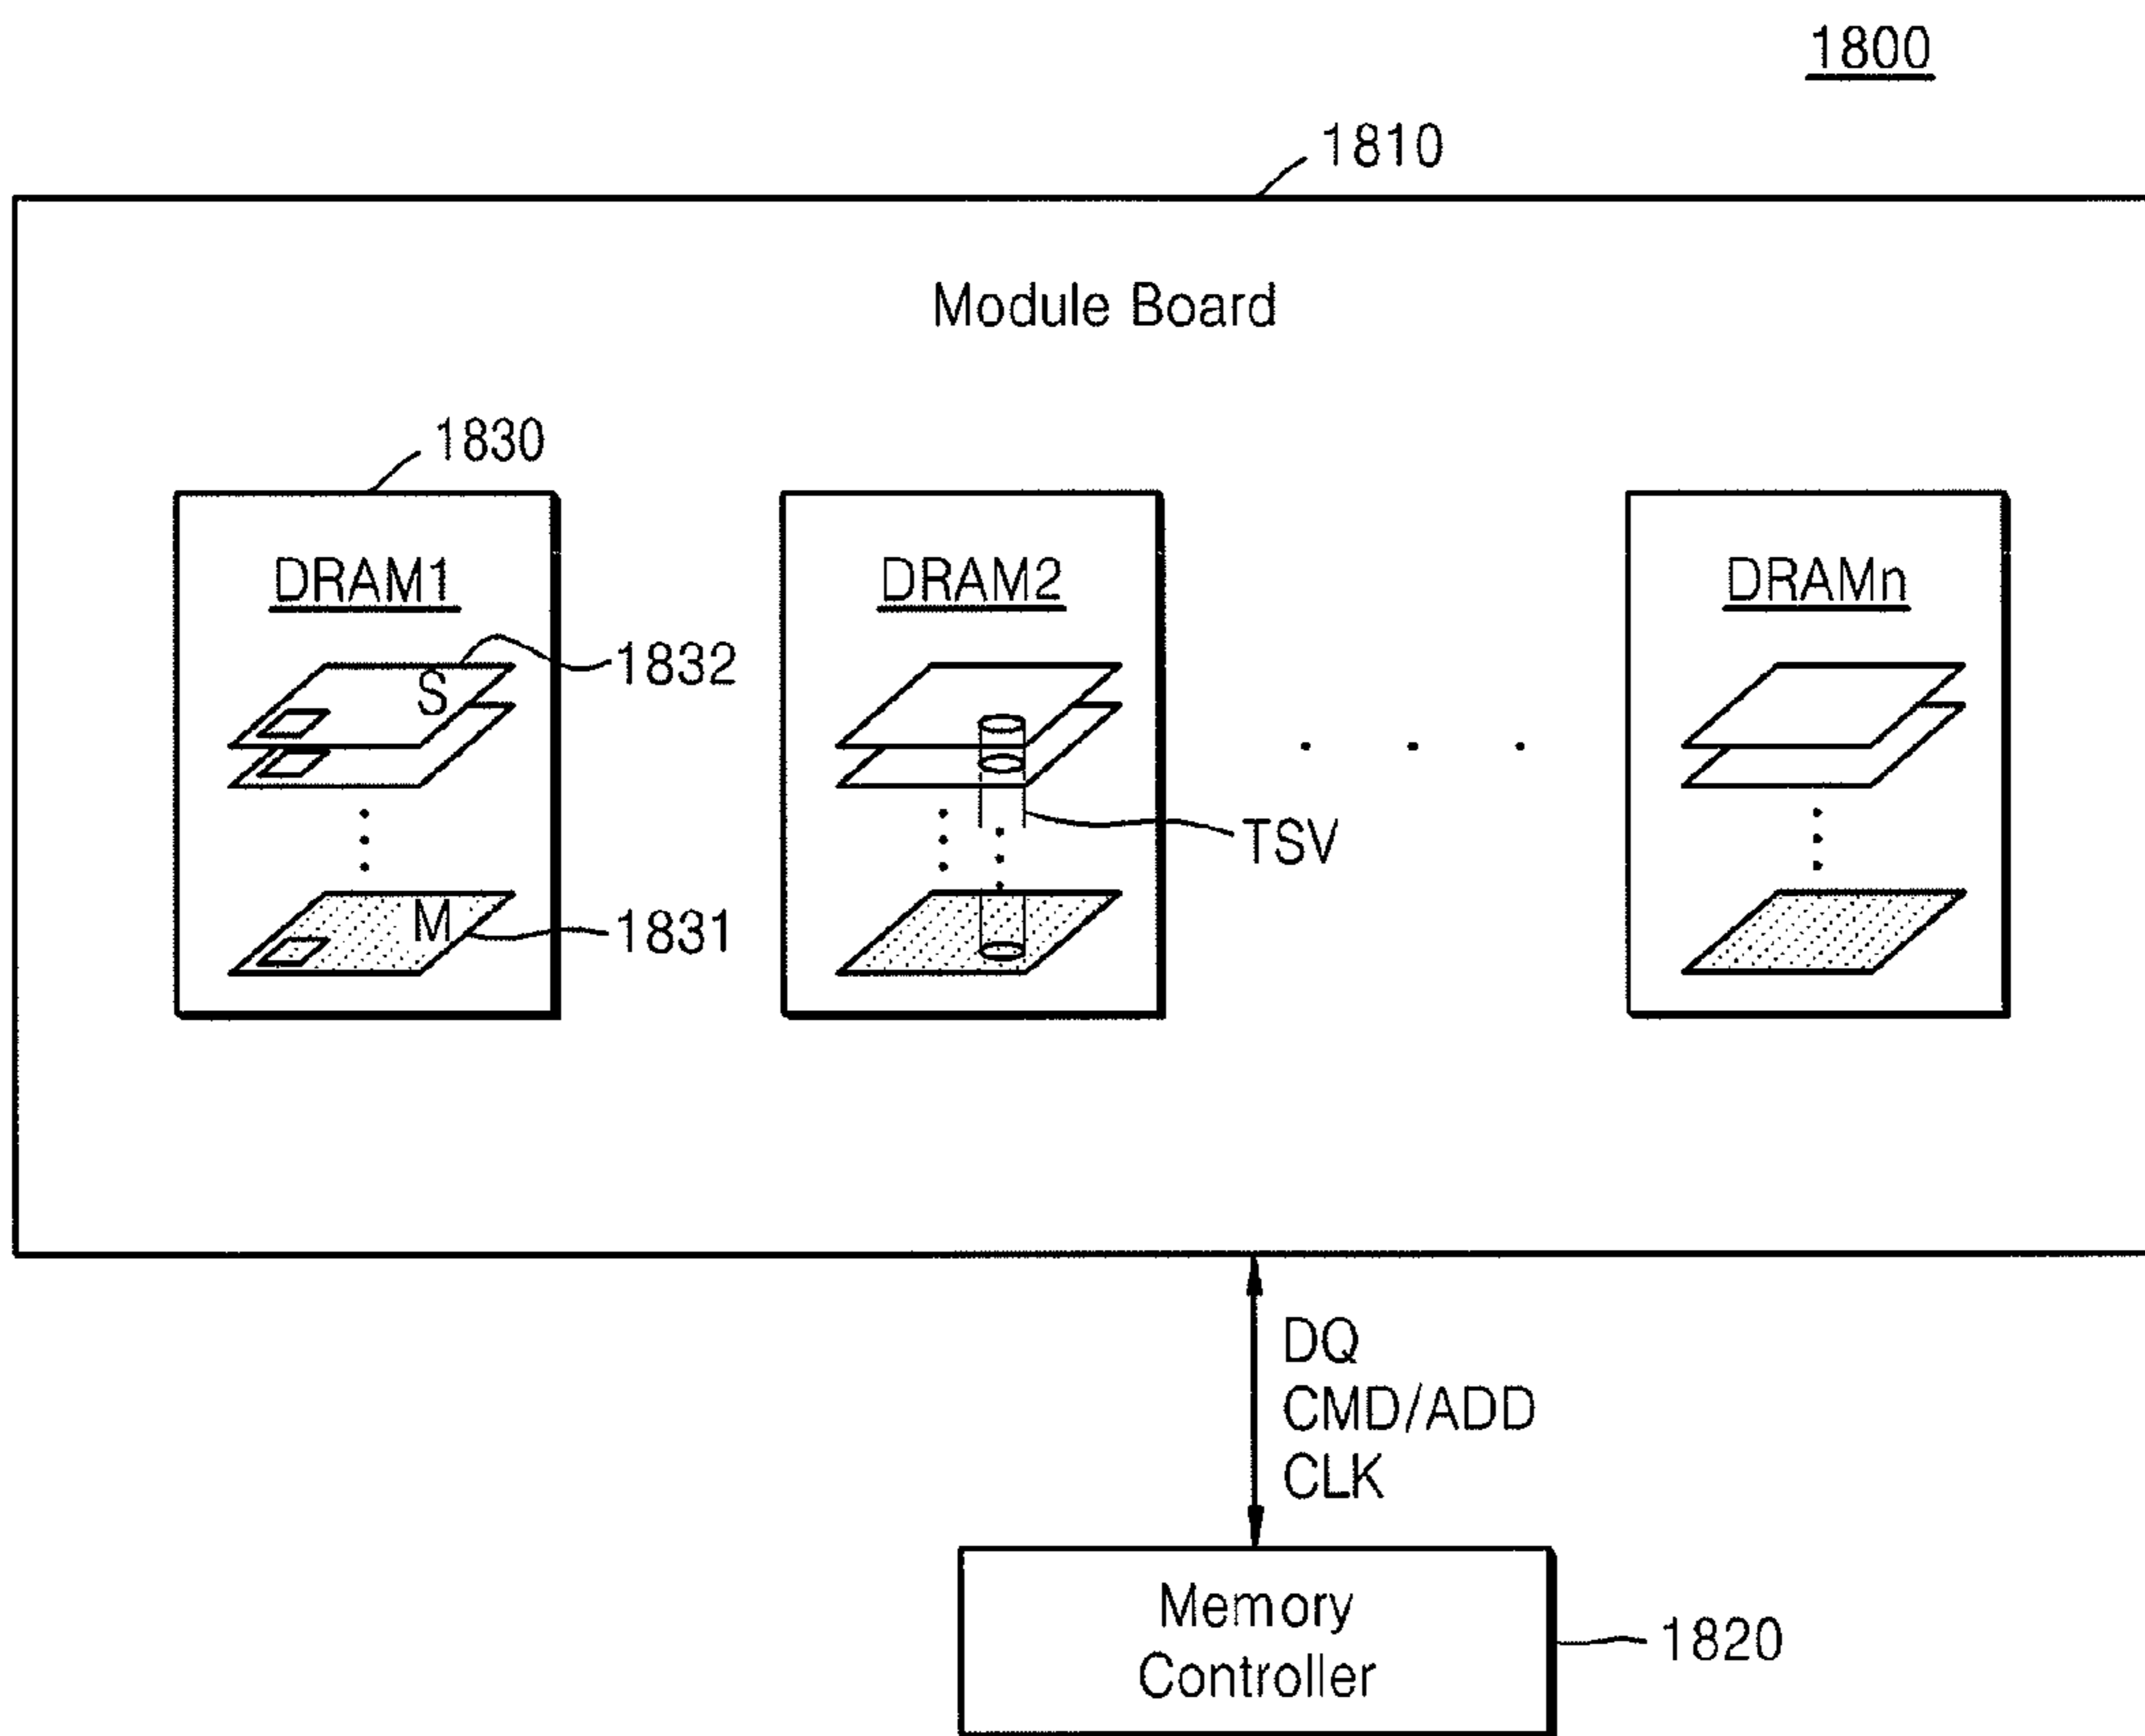 1800
1810
Module Board
1830
DRAM1
DRAM2
DRAMn
S
1832
TSV
M
1831
DQ
CMD/ADD
CLK
Memory
Controller
1820